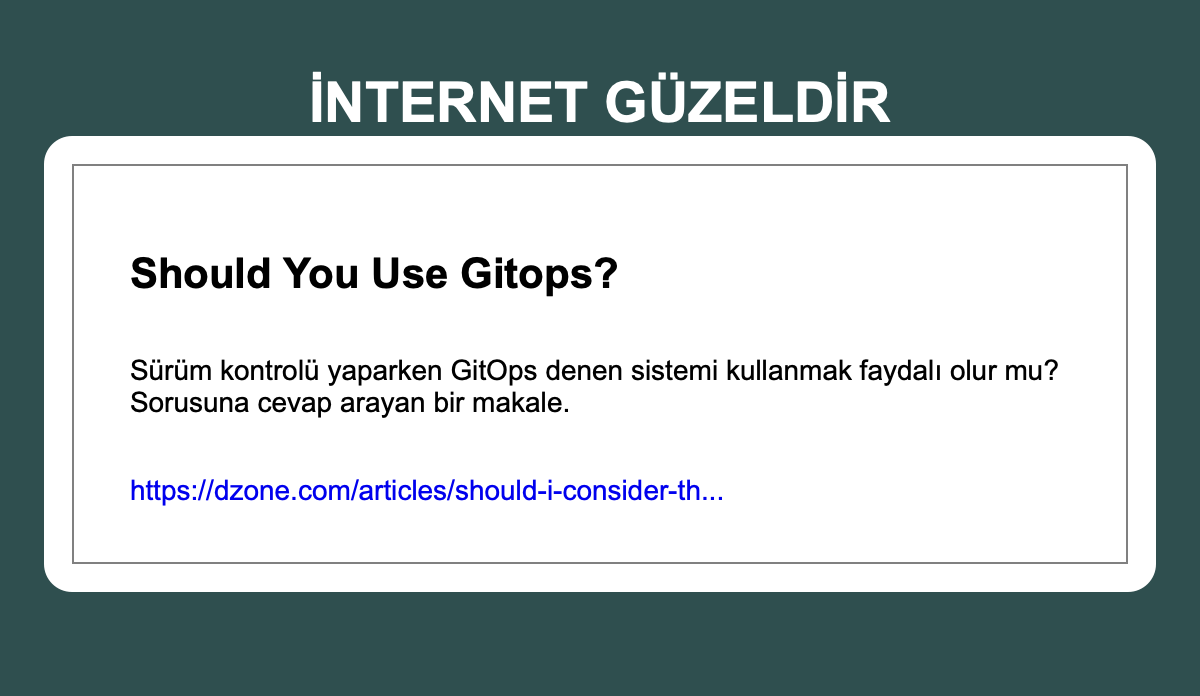 İNTERNET GÜZELDİR
Should You Use Gitops?
Sürüm kontrolü yaparken GitOps denen sistemi kullanmak faydalı olur mu?
Sorusuna cevap arayan bir makale.
https://dzone.com/articles/should-i-consider-th...